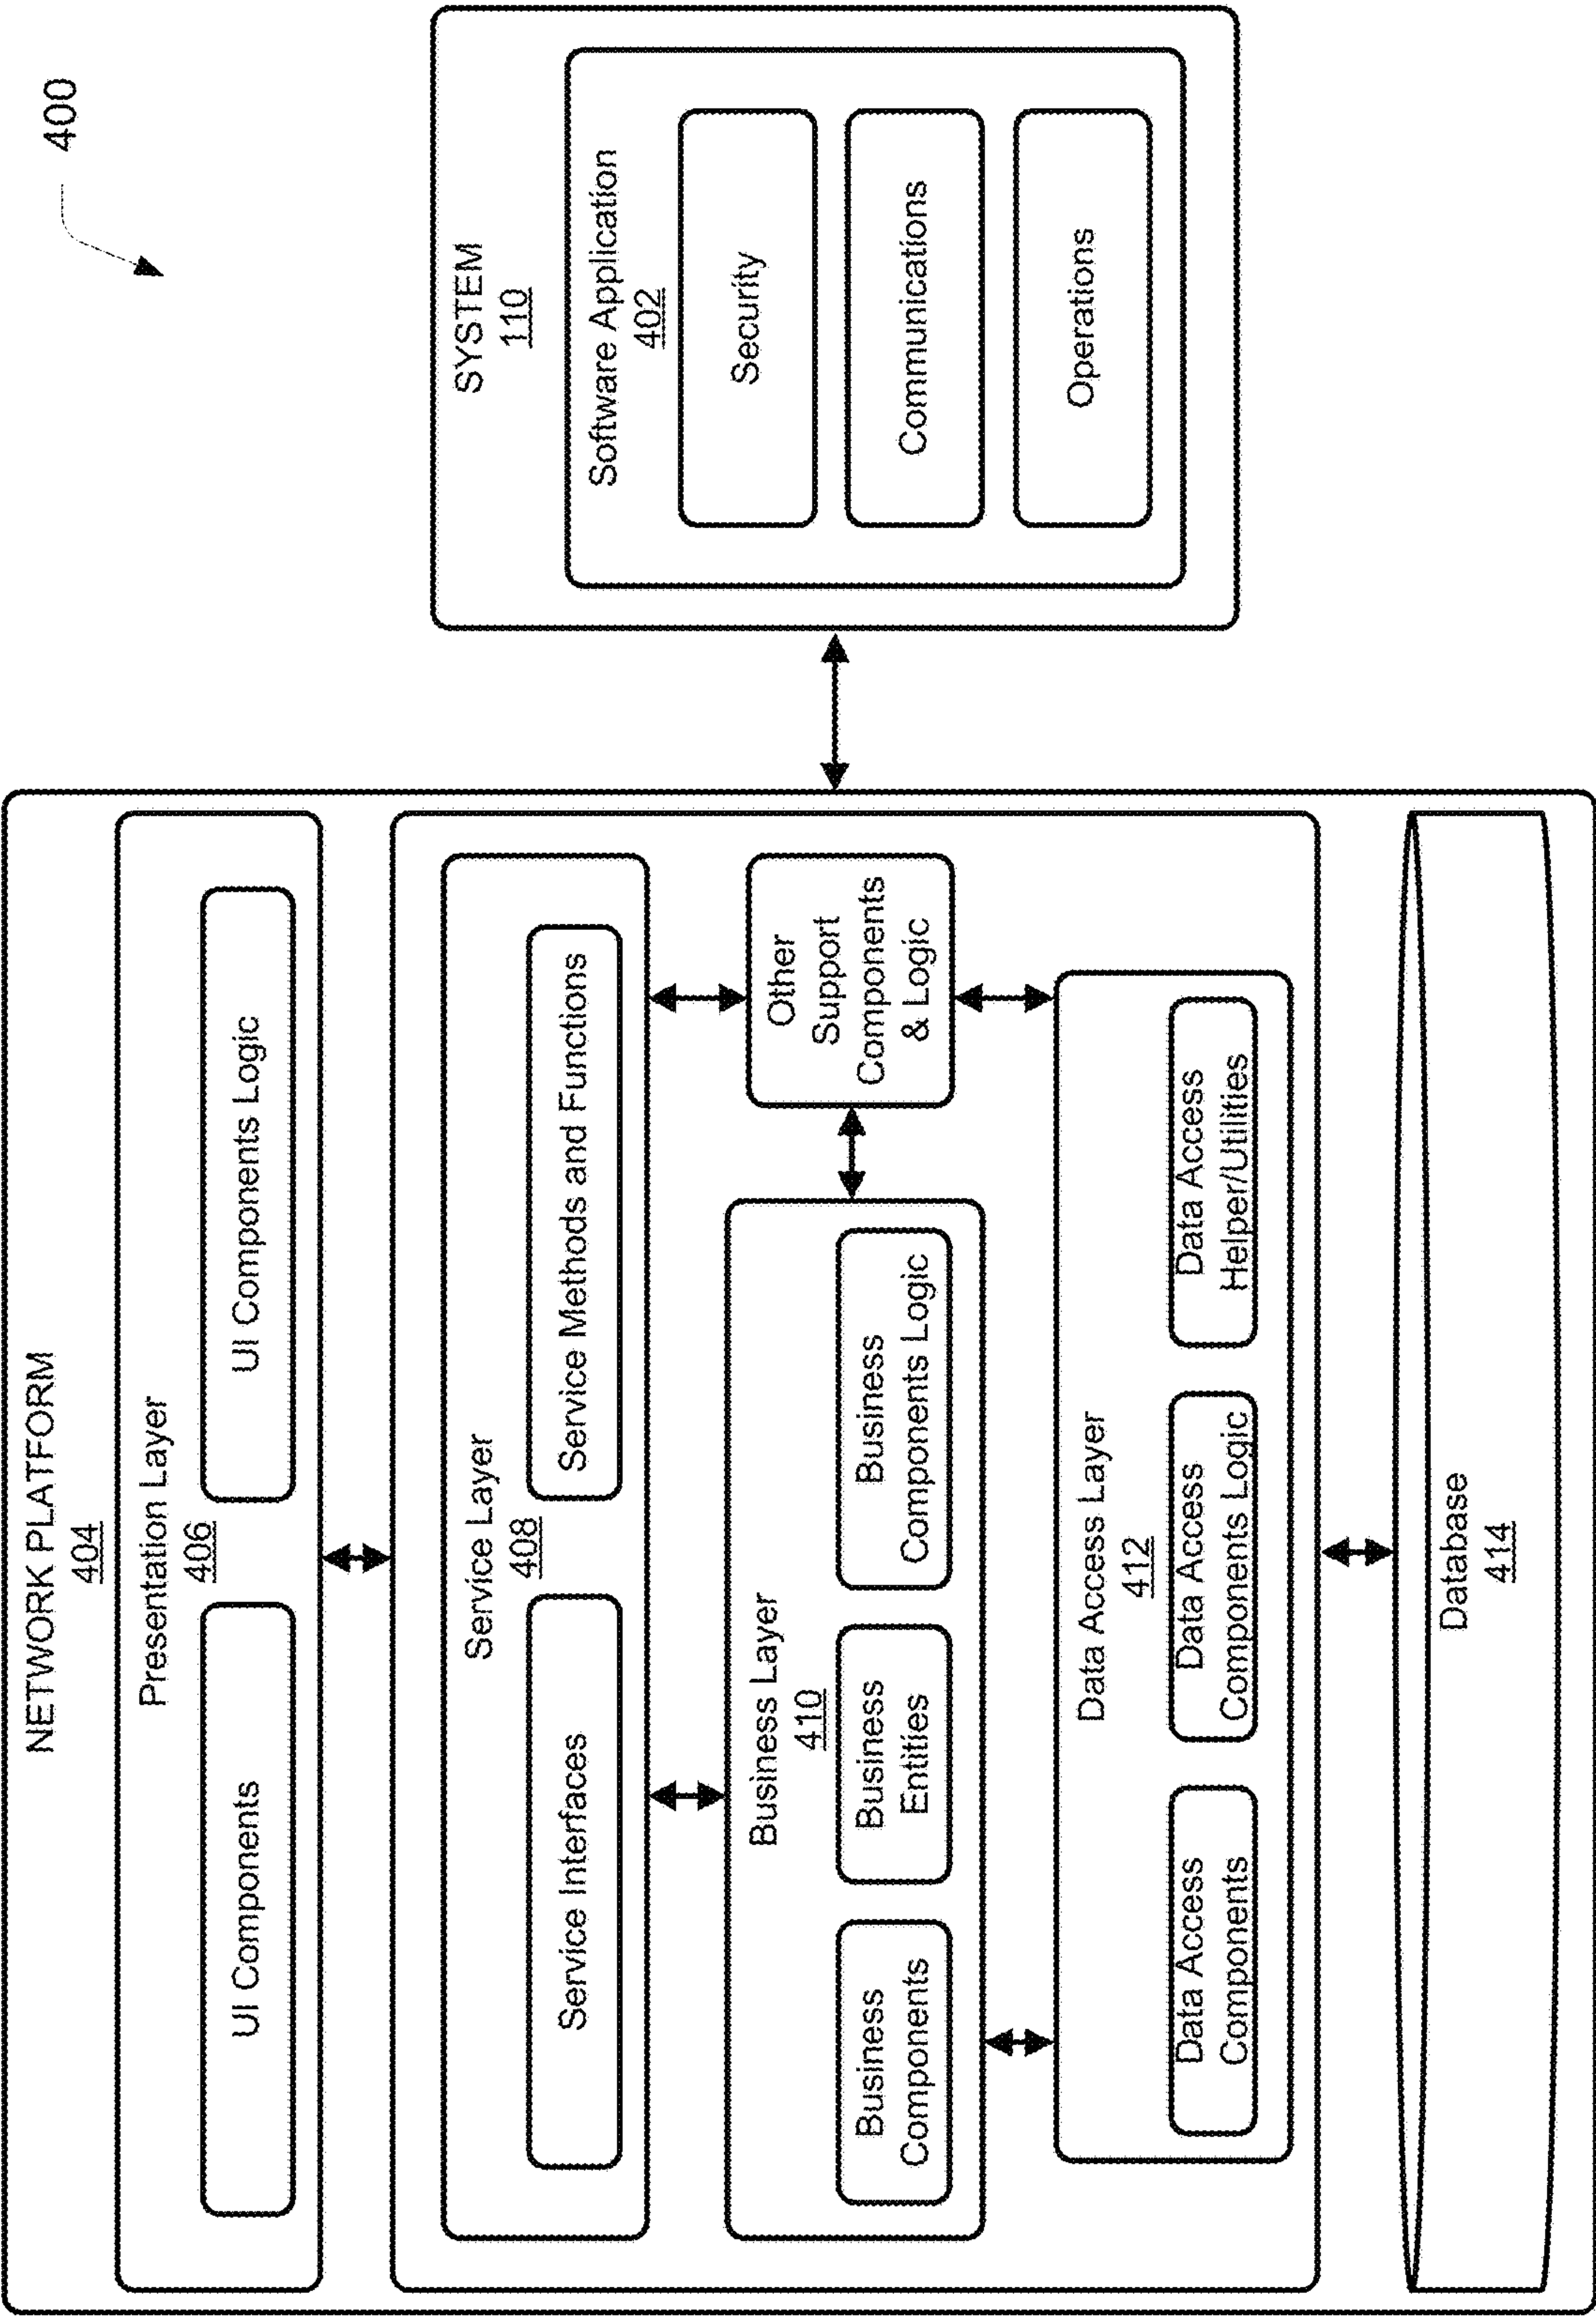 400
NETWORK PLATFORM
404
Presentation Layer
406
UI Components
UI Components Logic
Service Layer
408
Service Interfaces
Service Methods and Functions
Business Layer
410
Business
Components
Business
Entities
Business
Components Logic
Other
Support
Components
& Logic
Data Access Layer
412
Data Access
Components
Data Access
Components Logic
Data Access
Helper/Utilities
Database
414
SYSTEM
110
Software Application
402
Security
Communications
Operations